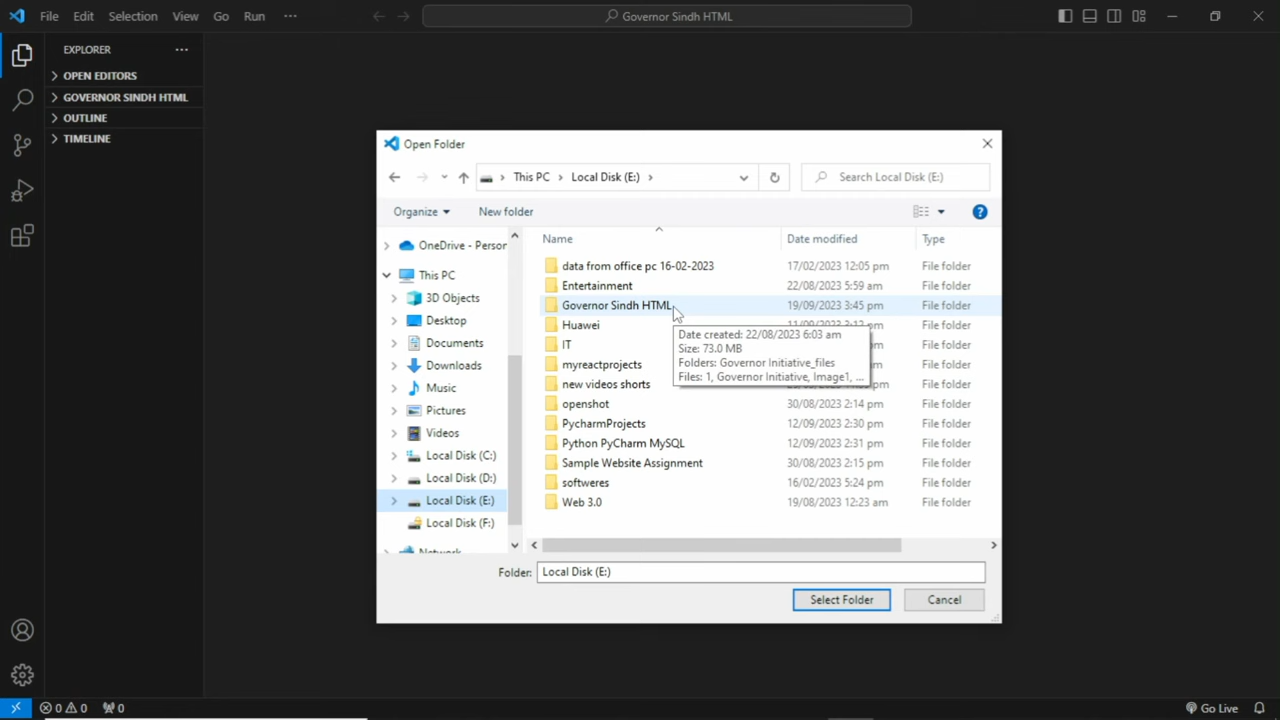 File Edit Selection View Go Run ···
Governor Sindh HTML
EXPLORER ···
OPEN EDITORS
GOVERNOR SINDH HTML
OUTLINE
TIMELINE
Open Folder
This PC > Local Disk (E:) >
Search Local Disk (E:)
Organize New folder
OneDrive - Person
This PC
3D Objects
Desktop
Documents
Downloads
Music
Pictures
Videos
Local Disk (C:)
Local Disk (D:)
Local Disk (E:)
Local Disk (F:)
Network
Name Date modified Type
data from office pc 16-02-2023 17/02/2023 12:05 pm File folder
Entertainment 22/08/2023 5:59 am File folder
Governor Sindh HTML 19/09/2023 3:45 pm File folder
Huawei File folder
IT File folder
myreactprojects File folder
new videos shorts File folder
openshot 30/08/2023 2:14 pm File folder
PycharmProjects 12/09/2023 2:30 pm File folder
Python PyCharm MySQL 12/09/2023 2:31 pm File folder
Sample Website Assignment 30/08/2023 2:15 pm File folder
softweres 16/02/2023 5:24 pm File folder
Web 3.0 19/08/2023 12:23 am File folder
Date created: 22/08/2023 6:03 am
Size: 73.0 MB
Folders: Governor Initiative_files
Files: 1, Governor Initiative, Image1, ...
Folder: Local Disk (E:)
Select Folder Cancel
0 0 0
Go Live